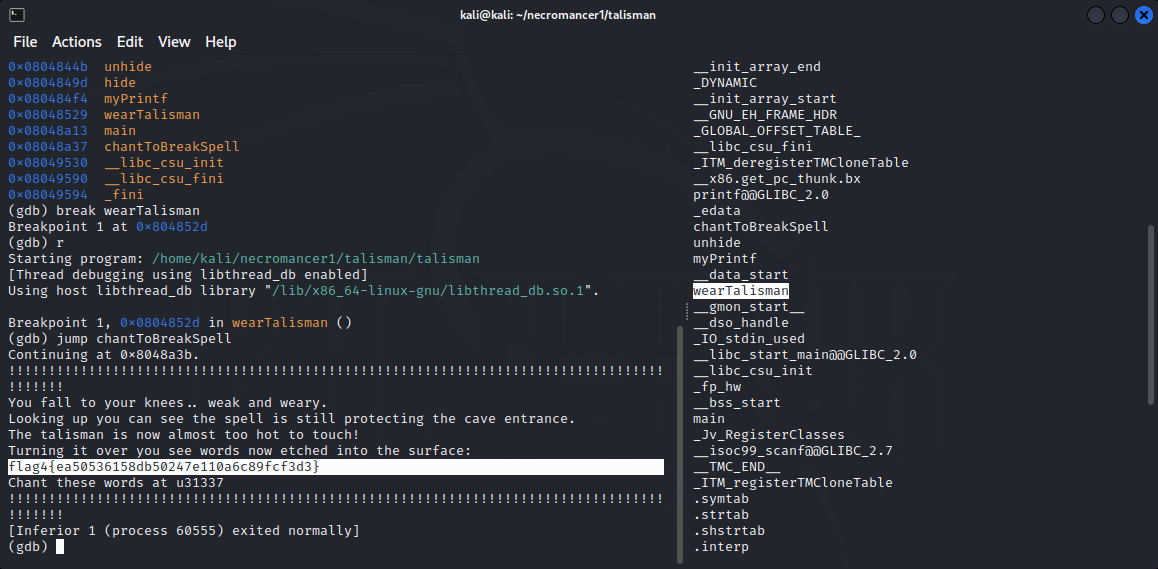 kali@kali: ~/necromancer1/talisman
File Actions Edit View Help
0×0804844b unhide
0×0804849d hide
0×080484f4 myPrintf
0×08048529 wearTalisman
0×08048a13 main
0×08048a37 chantToBreakSpell
0×08049530 __libc_csu_init
0×08049590 __libc_csu_fini
0×08049594 _fini
(gdb) break wearTalisman
Breakpoint 1 at 0×804852d
(gdb) r
Starting program: /home/kali/necromancer1/talisman/talisman
[Thread debugging using libthread_db enabled]
Using host libthread_db library "/lib/x86_64-linux-gnu/libthread_db.so.1".
Breakpoint 1, 0×0804852d in wearTalisman ()
(gdb) jump chantToBreakSpell
Continuing at 0×8048a3b.
!!!!!!!!!!!!!!!!!!!!!!!!!!!!!!!!!!!!!!!!!!!!!!!!!!!!!!!!!!!!!!!!!!!!!!!!!!!!!!!!!!
!!!!!!!
You fall to your knees.. weak and weary.
Looking up you can see the spell is still protecting the cave entrance.
The talisman is now almost too hot to touch!
Turning it over you see words now etched into the surface:
flag4{ea50536158db50247e110a6c89fcf3d3}
Chant these words at u31337
!!!!!!!!!!!!!!!!!!!!!!!!!!!!!!!!!!!!!!!!!!!!!!!!!!!!!!!!!!!!!!!!!!!!!!!!!!!!!!!!!!
!!!!!!!
[Inferior 1 (process 60555) exited normally]
(gdb)
__init_array_end
_DYNAMIC
__init_array_start
__GNU_EH_FRAME_HDR
_GLOBAL_OFFSET_TABLE_
__libc_csu_fini
_ITM_deregisterTMCloneTable
__x86.get_pc_thunk.bx
printf@@GLIBC_2.0
_edata
chantToBreakSpell
unhide
myPrintf
__data_start
wearTalisman
__gmon_start__
__dso_handle
_IO_stdin_used
__libc_start_main@@GLIBC_2.0
__libc_csu_init
_fp_hw
__bss_start
main
_Jv_RegisterClasses
__isoc99_scanf@@GLIBC_2.7
__TMC_END__
_ITM_registerTMCloneTable
.symtab
.strtab
.shstrtab
.interp